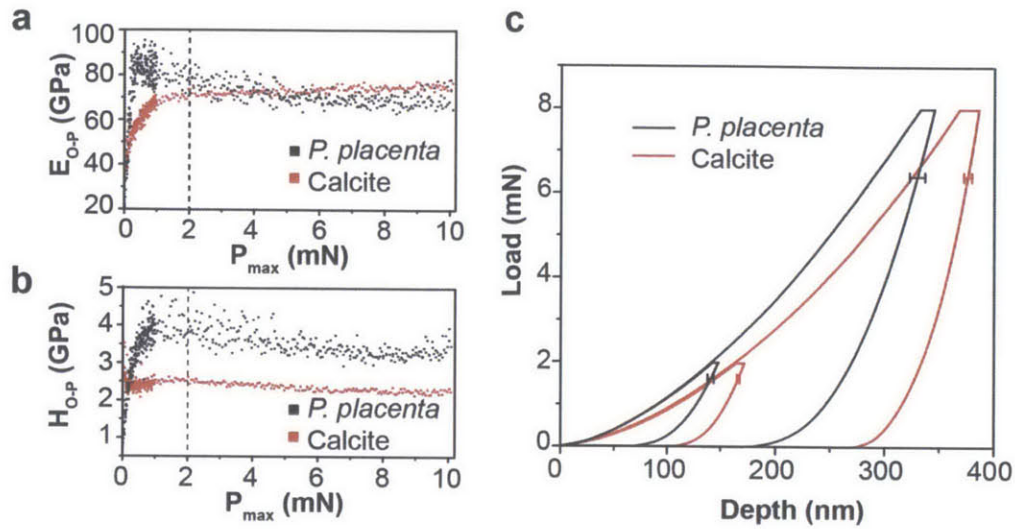 a
E_O-P (GPa)
100
80
60
40
20
P. placenta
Calcite
0 2 4 6 8 10
P_max (mN)
b
H_O-P (GPa)
5
4
3
2
1
P. placenta
Calcite
0 2 4 6 8 10
P_max (mN)
c
Load (mN)
8
6
4
2
0
P. placenta
Calcite
0 100 200 300 400
Depth (nm)